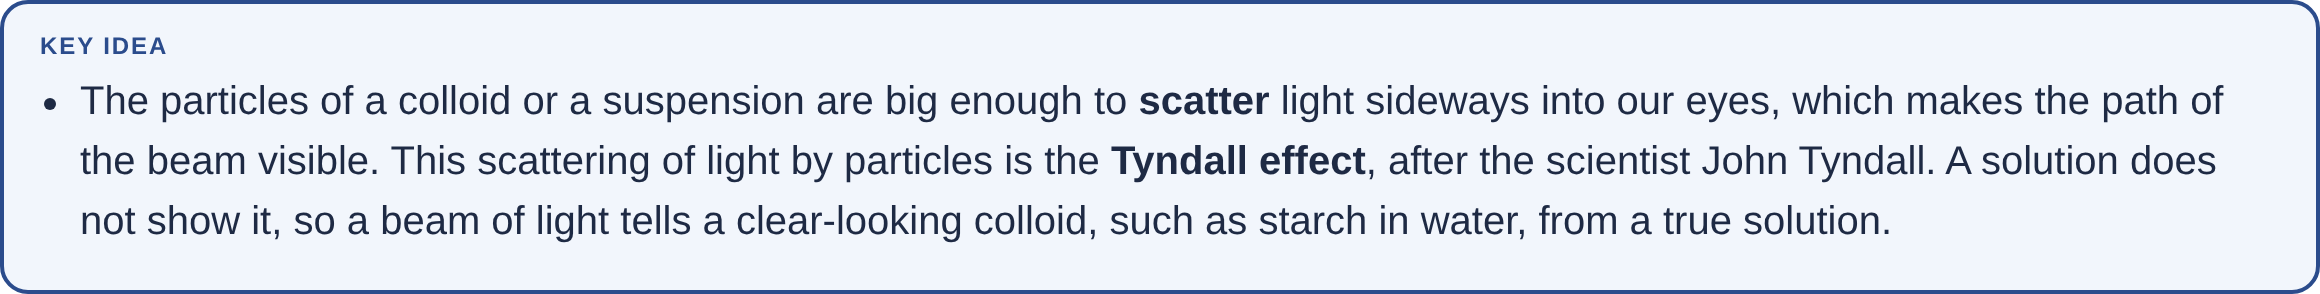 KEY IDEA
• The particles of a colloid or a suspension are big enough to scatter light sideways into our eyes, which makes the path of
the beam visible. This scattering of light by particles is the Tyndall effect, after the scientist John Tyndall. A solution does
not show it, so a beam of light tells a clear-looking colloid, such as starch in water, from a true solution.